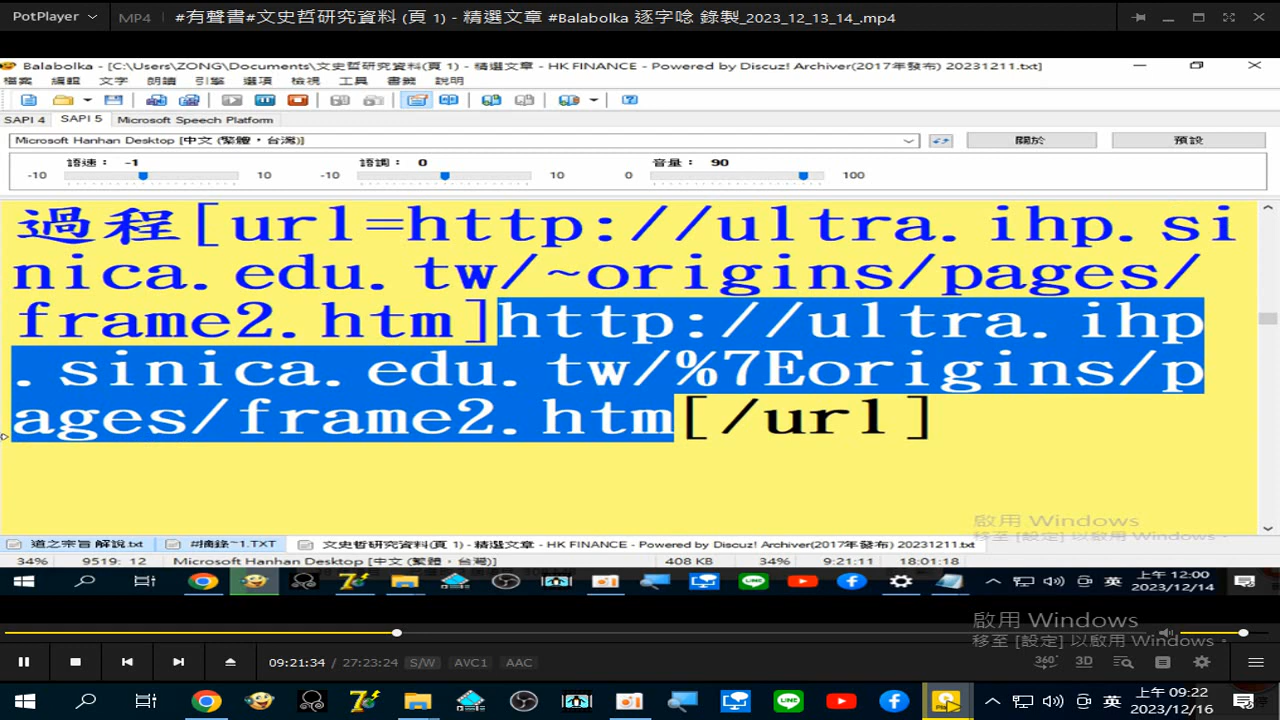 PotPlayer MP4 #有聲書#文史哲研究資料 (頁 1) - 精選文章 #Balabolka 逐字唸 錄製_2023_12_13_14_.mp4
Balabolka - [C:\Users\ZONG\Documents\文史哲研究資料(頁 1) - 精選文章 - HK FINANCE - Powered by Discuz! Archiver(2017年發布) 20231211.txt]
檔案 編輯 文字 朗讀 引擎 選項 檢視 工具 書籤 說明
SAPI 4 SAPI 5 Microsoft Speech Platform
Microsoft Hanhan Desktop [中文 (繁體，台灣)] 關於 預設
語速： -1 語調： 0 音量： 90
-10 10 -10 10 0 100
過程[url=http://ultra.ihp.si
nica.edu.tw/~origins/pages/
frame2.htm]http://ultra.ihp
.sinica.edu.tw/%7Eorigins/p
ages/frame2.htm[/url]
啟用 Windows
道之宗旨 解說.txt #摘錄~1.TXT 文史哲研究資料(頁 1) - 精選文章 - HK FINANCE - Powered by Discuz! Archiver(2017年發布) 20231211.txt
34% 9519: 12 Microsoft Hanhan Desktop [中文 (繁體，台灣)] 408 KB 34% 9:21:11 18:01:18
英 上午 12:00
2023/12/14
啟用 Windows
移至 [設定] 以啟用 Windows。
09:21:34 / 27:23:24 S/W AVC1 AAC 360° 3D
英 上午 09:22
2023/12/16